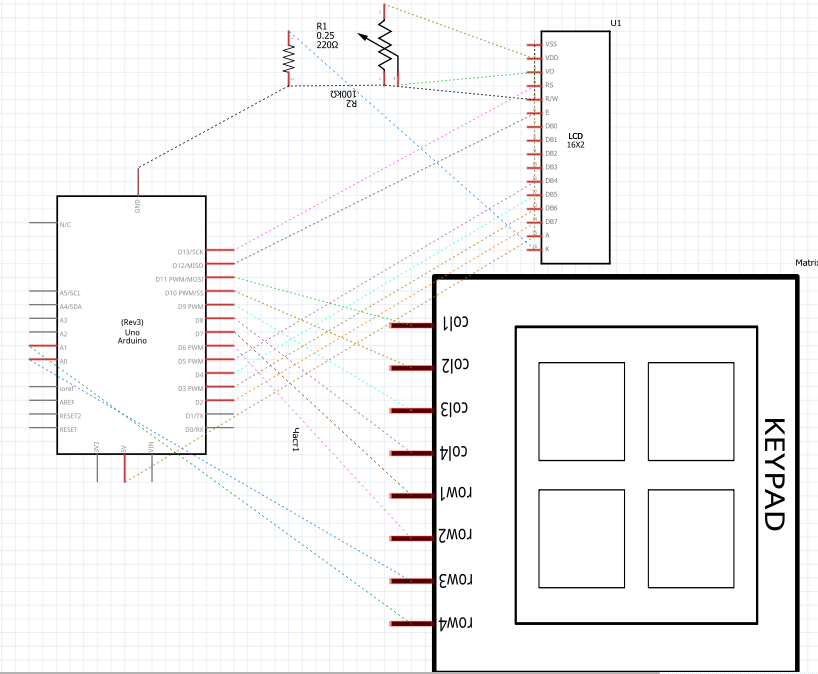 R1
0.25
220Ω
100kΩ
R2
U1
VSS
VDD
VO
RS
R/W
E
DB0
DB1
DB2
DB3
DB4
DB5
DB6
DB7
A
K
LCD
16X2
GND
N/C
A5/SCL
A4/SDA
A3
A2
A1
A0
ioref
AREF
RESET2
RESET
(Rev3)
Uno
Arduino
D13/SCK
D12/MISO
D11 PWM/MOSI
D10 PWM/SS
D9 PWM
D8
D7
D6 PWM
D5 PWM
D4
D3 PWM
D2
D1/TX
D0/RX
3V3
5V
VIN
Част1
Matrix
col1
col2
col3
col4
row1
row2
row3
row4
KEYPAD